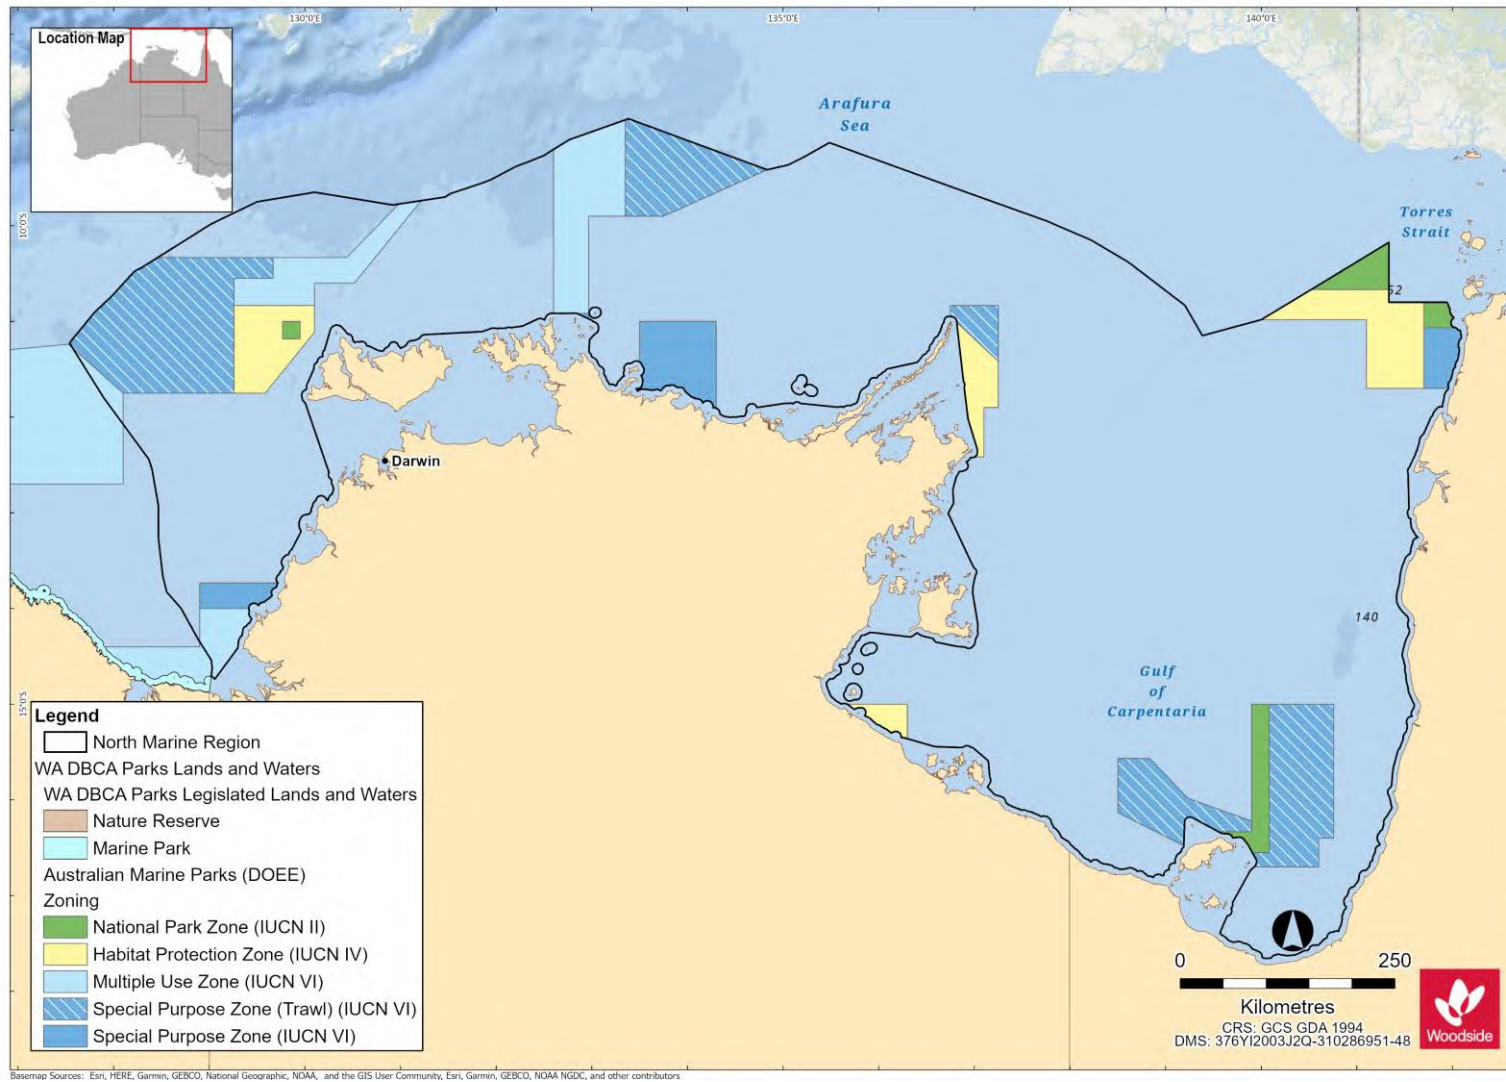 130°0'E
135°0'E
140°0'E
Location Map
Arafura
Sea
10°0'S
Torres
Strait
52
Darwin
140
Gulf
of
Carpentaria
15°0'S
Legend
North Marine Region
WA DBCA Parks Lands and Waters
WA DBCA Parks Legislated Lands and Waters
Nature Reserve
Marine Park
Australian Marine Parks (DOEE)
Zoning
National Park Zone (IUCN II)
Habitat Protection Zone (IUCN IV)
Multiple Use Zone (IUCN VI)
Special Purpose Zone (Trawl) (IUCN VI)
Special Purpose Zone (IUCN VI)
0 250
Kilometres
CRS: GCS GDA 1994
DMS: 376YI2003J2Q-310286951-48
Woodside
Basemap Sources: Esri, HERE, Garmin, GEBCO, National Geographic, NOAA, and the GIS User Community, Esri, Garmin, GEBCO, NOAA NGDC, and other contributors